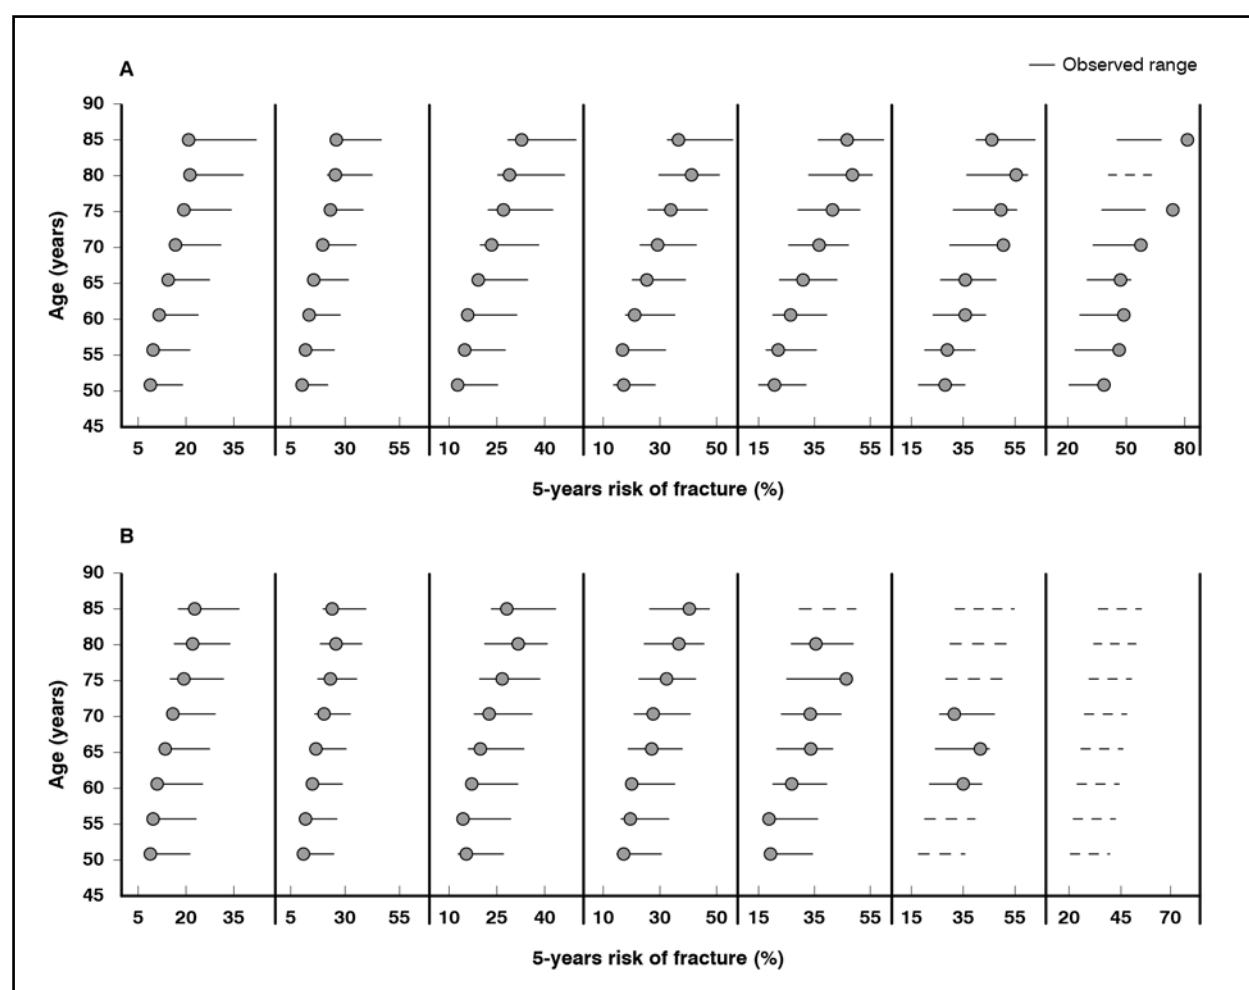 A
Observed range
90
85
80
75
70
65
60
55
50
45
Age (years)
5 20 35 5 30 55 10 25 40 10 30 50 15 35 55 15 35 55 20 50 80
5-years risk of fracture (%)
B
90
85
80
75
70
65
60
55
50
45
Age (years)
5 20 35 5 30 55 10 25 40 10 30 50 15 35 55 15 35 55 20 45 70
5-years risk of fracture (%)